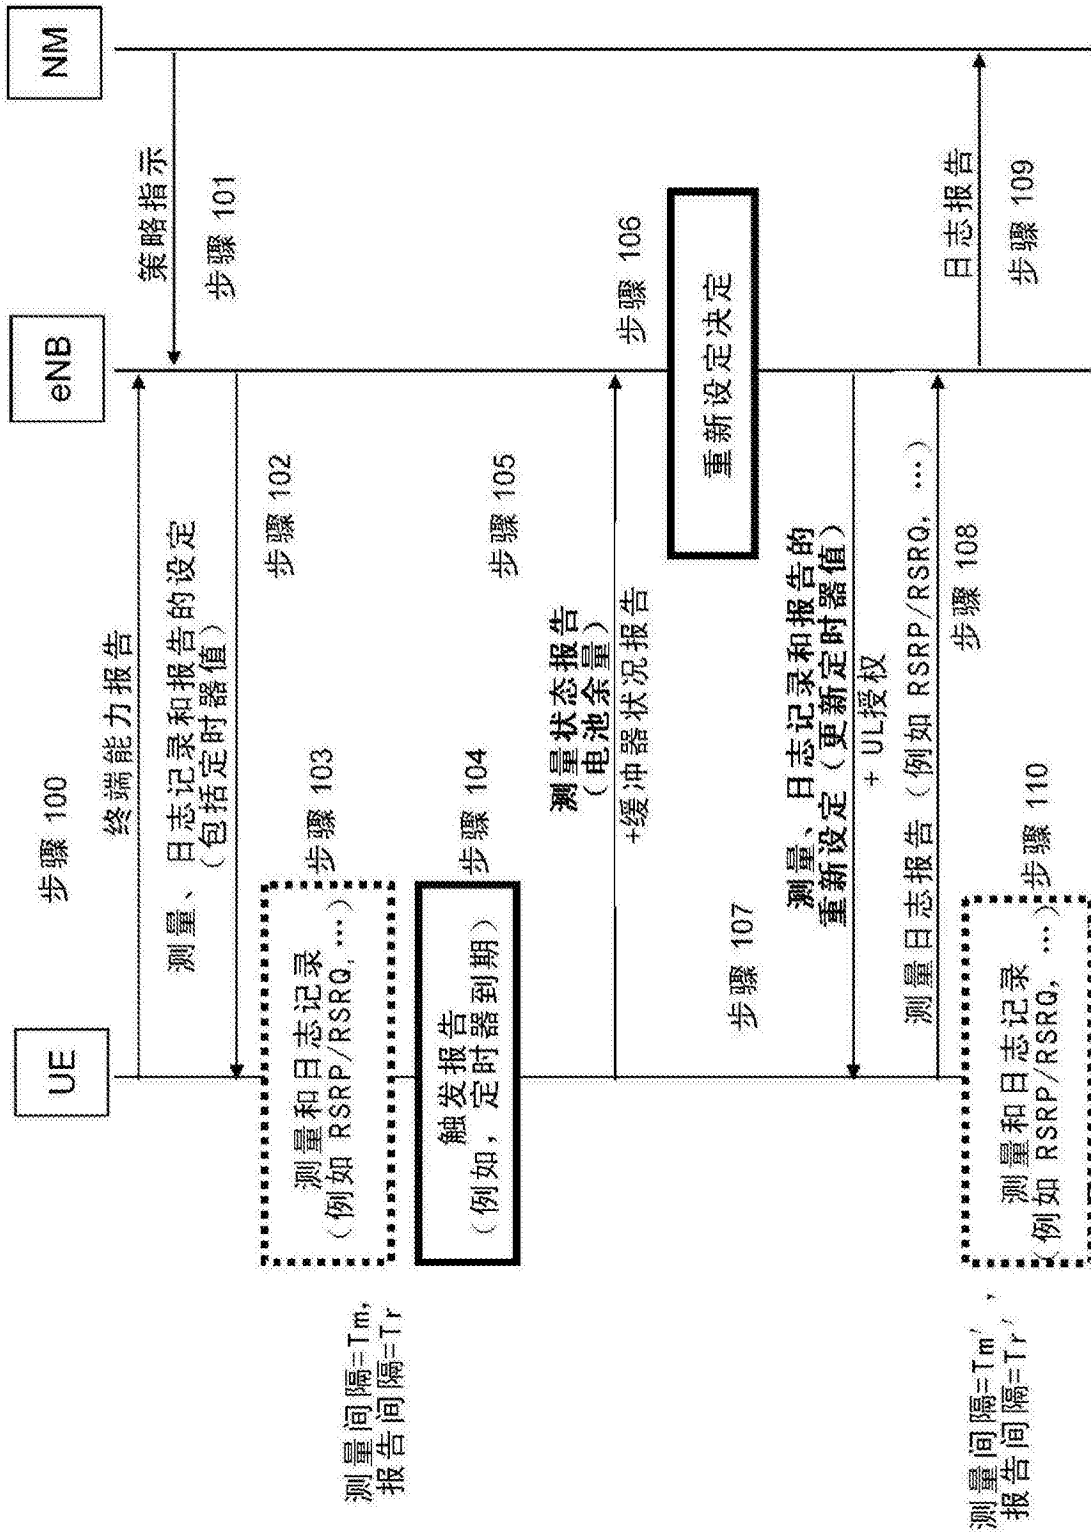 UE
eNB
NM
步骤 100
终端能力报告
策略指示
步骤 101
测量、日志记录和报告的设定
(包括定时器值)
步骤 102
测量和日志记录
(例如 RSRP/RSRQ, …)
步骤 103
测量间隔=Tm,
报告间隔=Tr
触发报告
(例如，定时器到期)
步骤 104
步骤 105
测量状态报告
(电池余量)
+缓冲器状况报告
步骤 106
重新设定决定
步骤 107
测量、日志记录和报告的
重新设定（更新定时器值）
+ UL授权
测量日志报告（例如 RSRP/RSRQ, …)
步骤 108
日志报告
步骤 109
测量和日志记录
(例如 RSRP/RSRQ, …)
步骤 110
测量间隔=Tm′,
报告间隔=Tr′